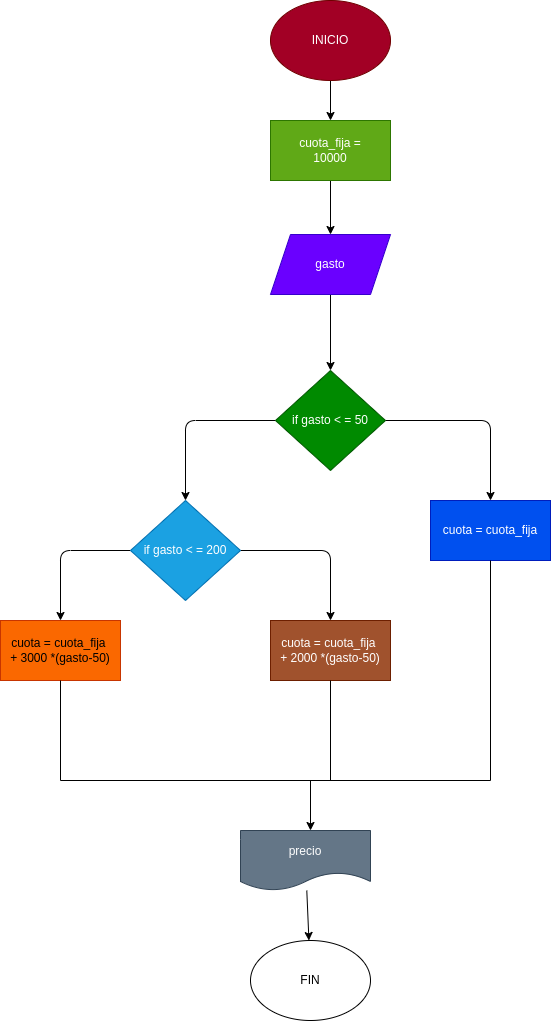 INICIO
cuota_fija =
10000
gasto
if gasto < = 50
if gasto < = 200
cuota = cuota_fija
cuota = cuota_fija
+ 3000 *(gasto-50)
cuota = cuota_fija
+ 2000 *(gasto-50)
precio
FIN